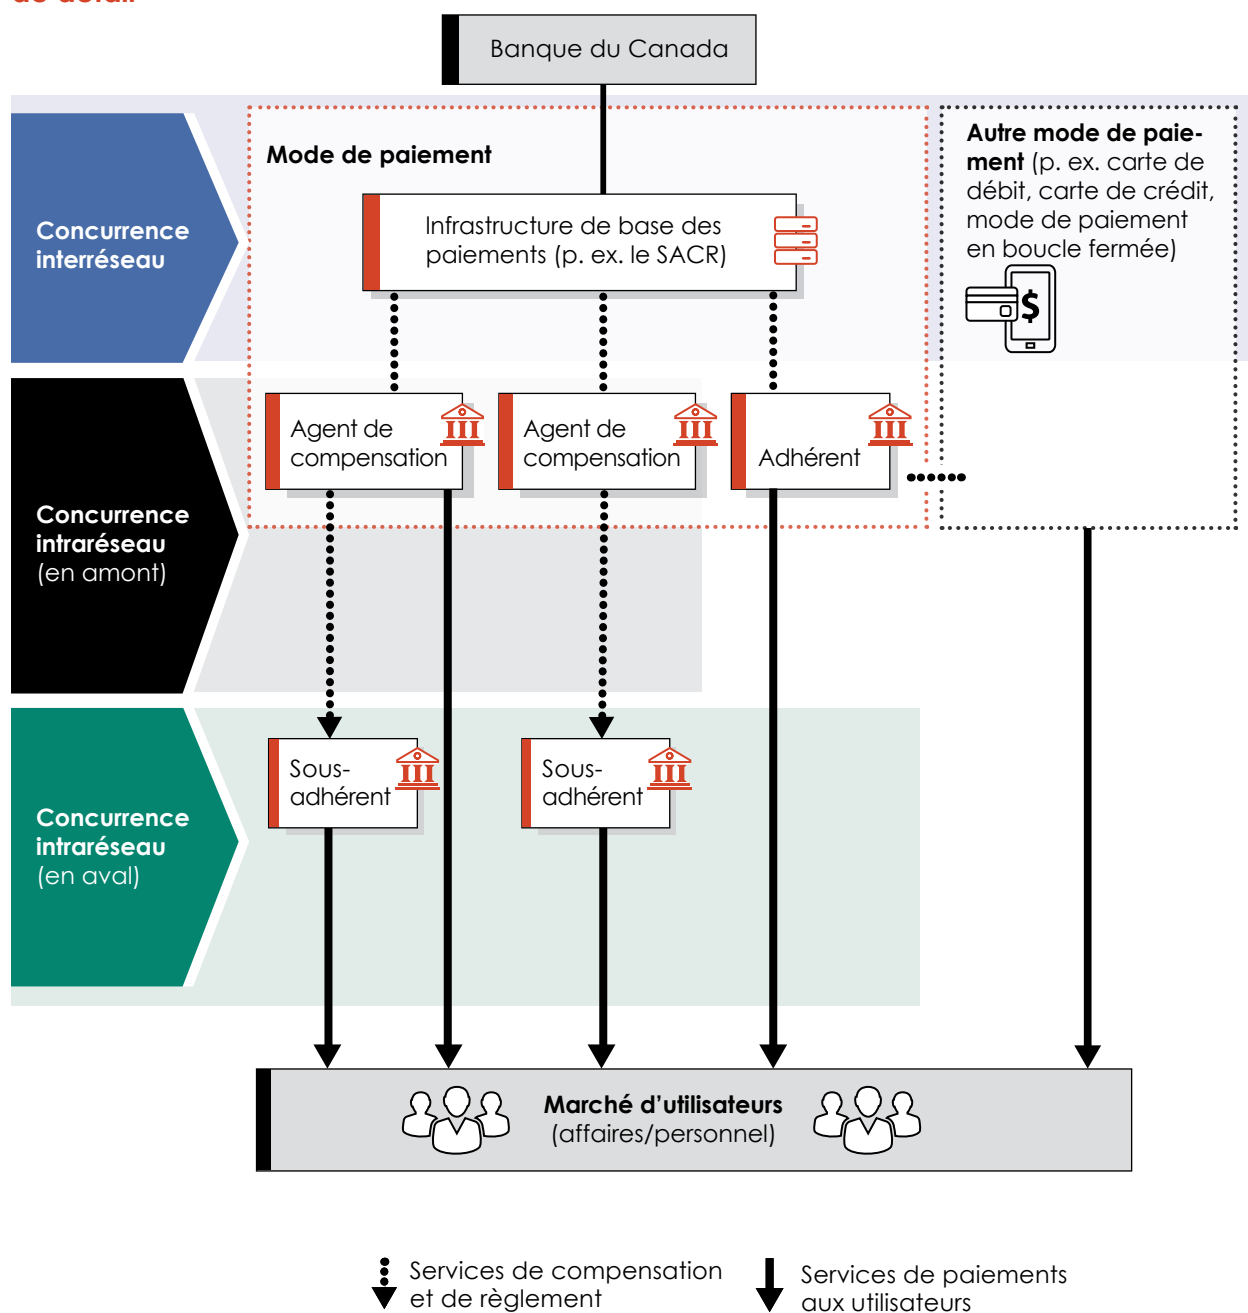 de détail
Banque du Canada
Mode de paiement
Autre mode de paie-
ment (p. ex. carte de
débit, carte de crédit,
mode de paiement
en boucle fermée)
$
Concurrence
interréseau
Infrastructure de base des
paiements (p. ex. le SACR)
Agent de
compensation
Agent de
compensation
Adhérent
Concurrence
intraréseau
(en amont)
Sous-
adhérent
Sous-
adhérent
Concurrence
intraréseau
(en aval)
Marché d’utilisateurs
(affaires/personnel)
Services de compensation
et de règlement
Services de paiements
aux utilisateurs